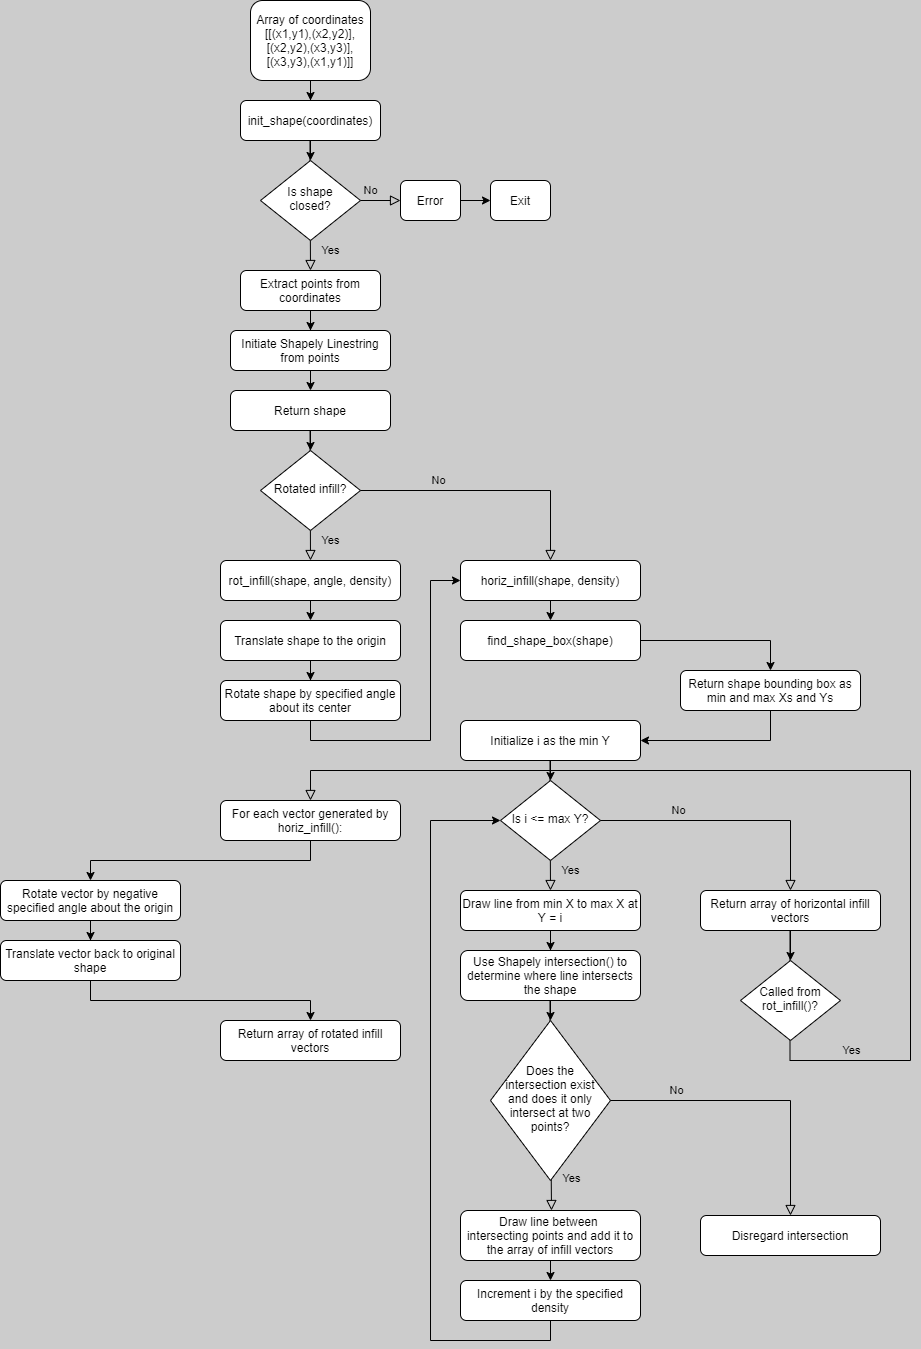 Array of coordinates
[[(x1,y1),(x2,y2)],
[(x2,y2),(x3,y3)],
[(x3,y3),(x1,y1)]]
init_shape(coordinates)
Is shape
closed?
No
Error
Exit
Yes
Extract points from
coordinates
Initiate Shapely Linestring
from points
Return shape
Rotated infill?
No
Yes
rot_infill(shape, angle, density)
horiz_infill(shape, density)
Translate shape to the origin
find_shape_box(shape)
Rotate shape by specified angle
about its center
Return shape bounding box as
min and max Xs and Ys
Initialize i as the min Y
For each vector generated by
horiz_infill():
Is i <= max Y?
No
Yes
Rotate vector by negative
specified angle about the origin
Draw line from min X to max X at
Y = i
Return array of horizontal infill
vectors
Translate vector back to original
shape
Use Shapely intersection() to
determine where line intersects
the shape
Called from
rot_infill()?
Yes
Return array of rotated infill
vectors
Does the
intersection exist
and does it only
intersect at two
points?
No
Yes
Draw line between
intersecting points and add it to
the array of infill vectors
Disregard intersection
Increment i by the specified
density